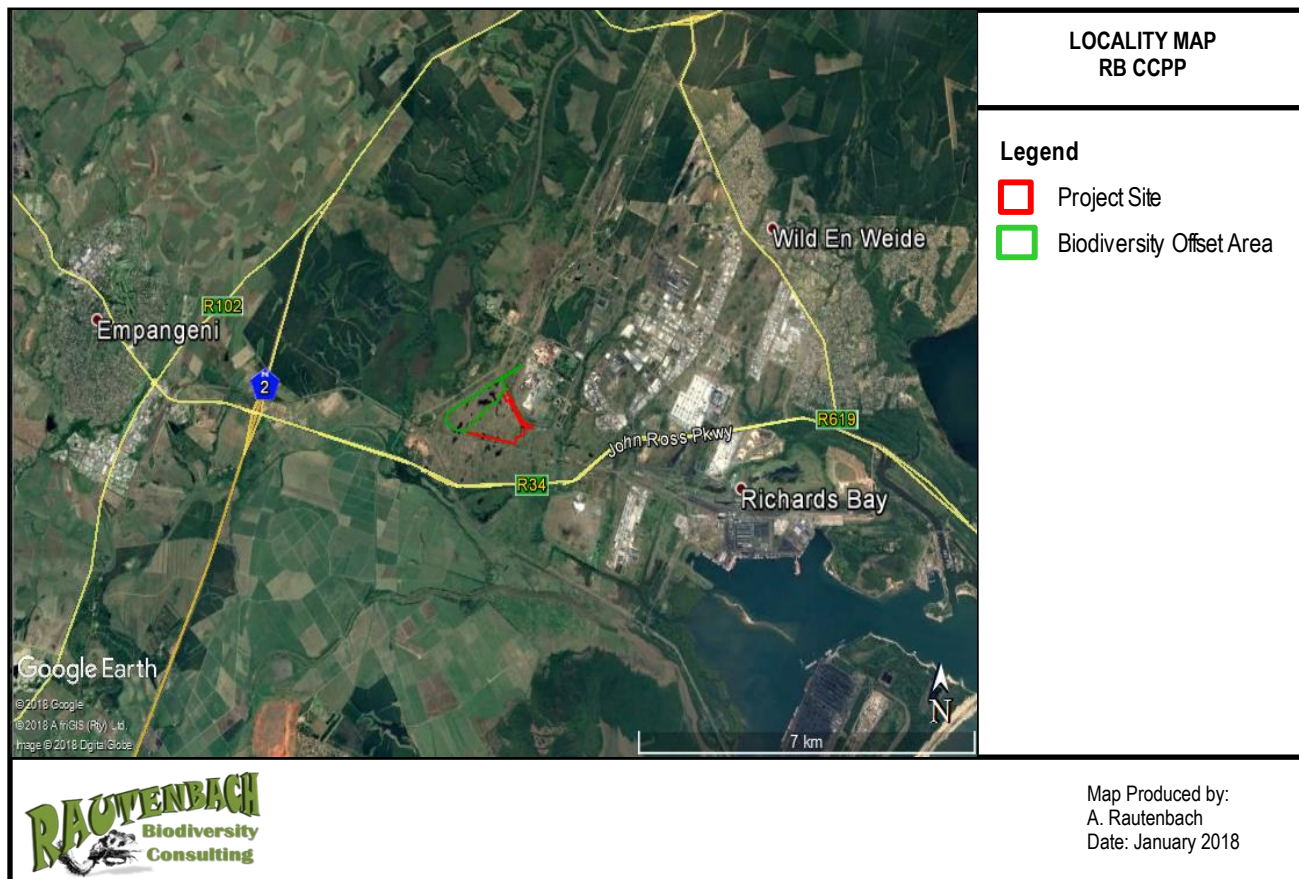 LOCALITY MAP
RB CCPP
Legend
Project Site
Biodiversity Offset Area
Wild En Weide
R102
Empangeni
N
2
R619
John Ross Pkwy
R34
Richards Bay
Google Earth
© 2018 Google
© 2018 AfriGIS (Pty) Ltd.
Image © 2018 DigitalGlobe
N
7 km
RAUTENBACH
Biodiversity
Consulting
Map Produced by:
A. Rautenbach
Date: January 2018